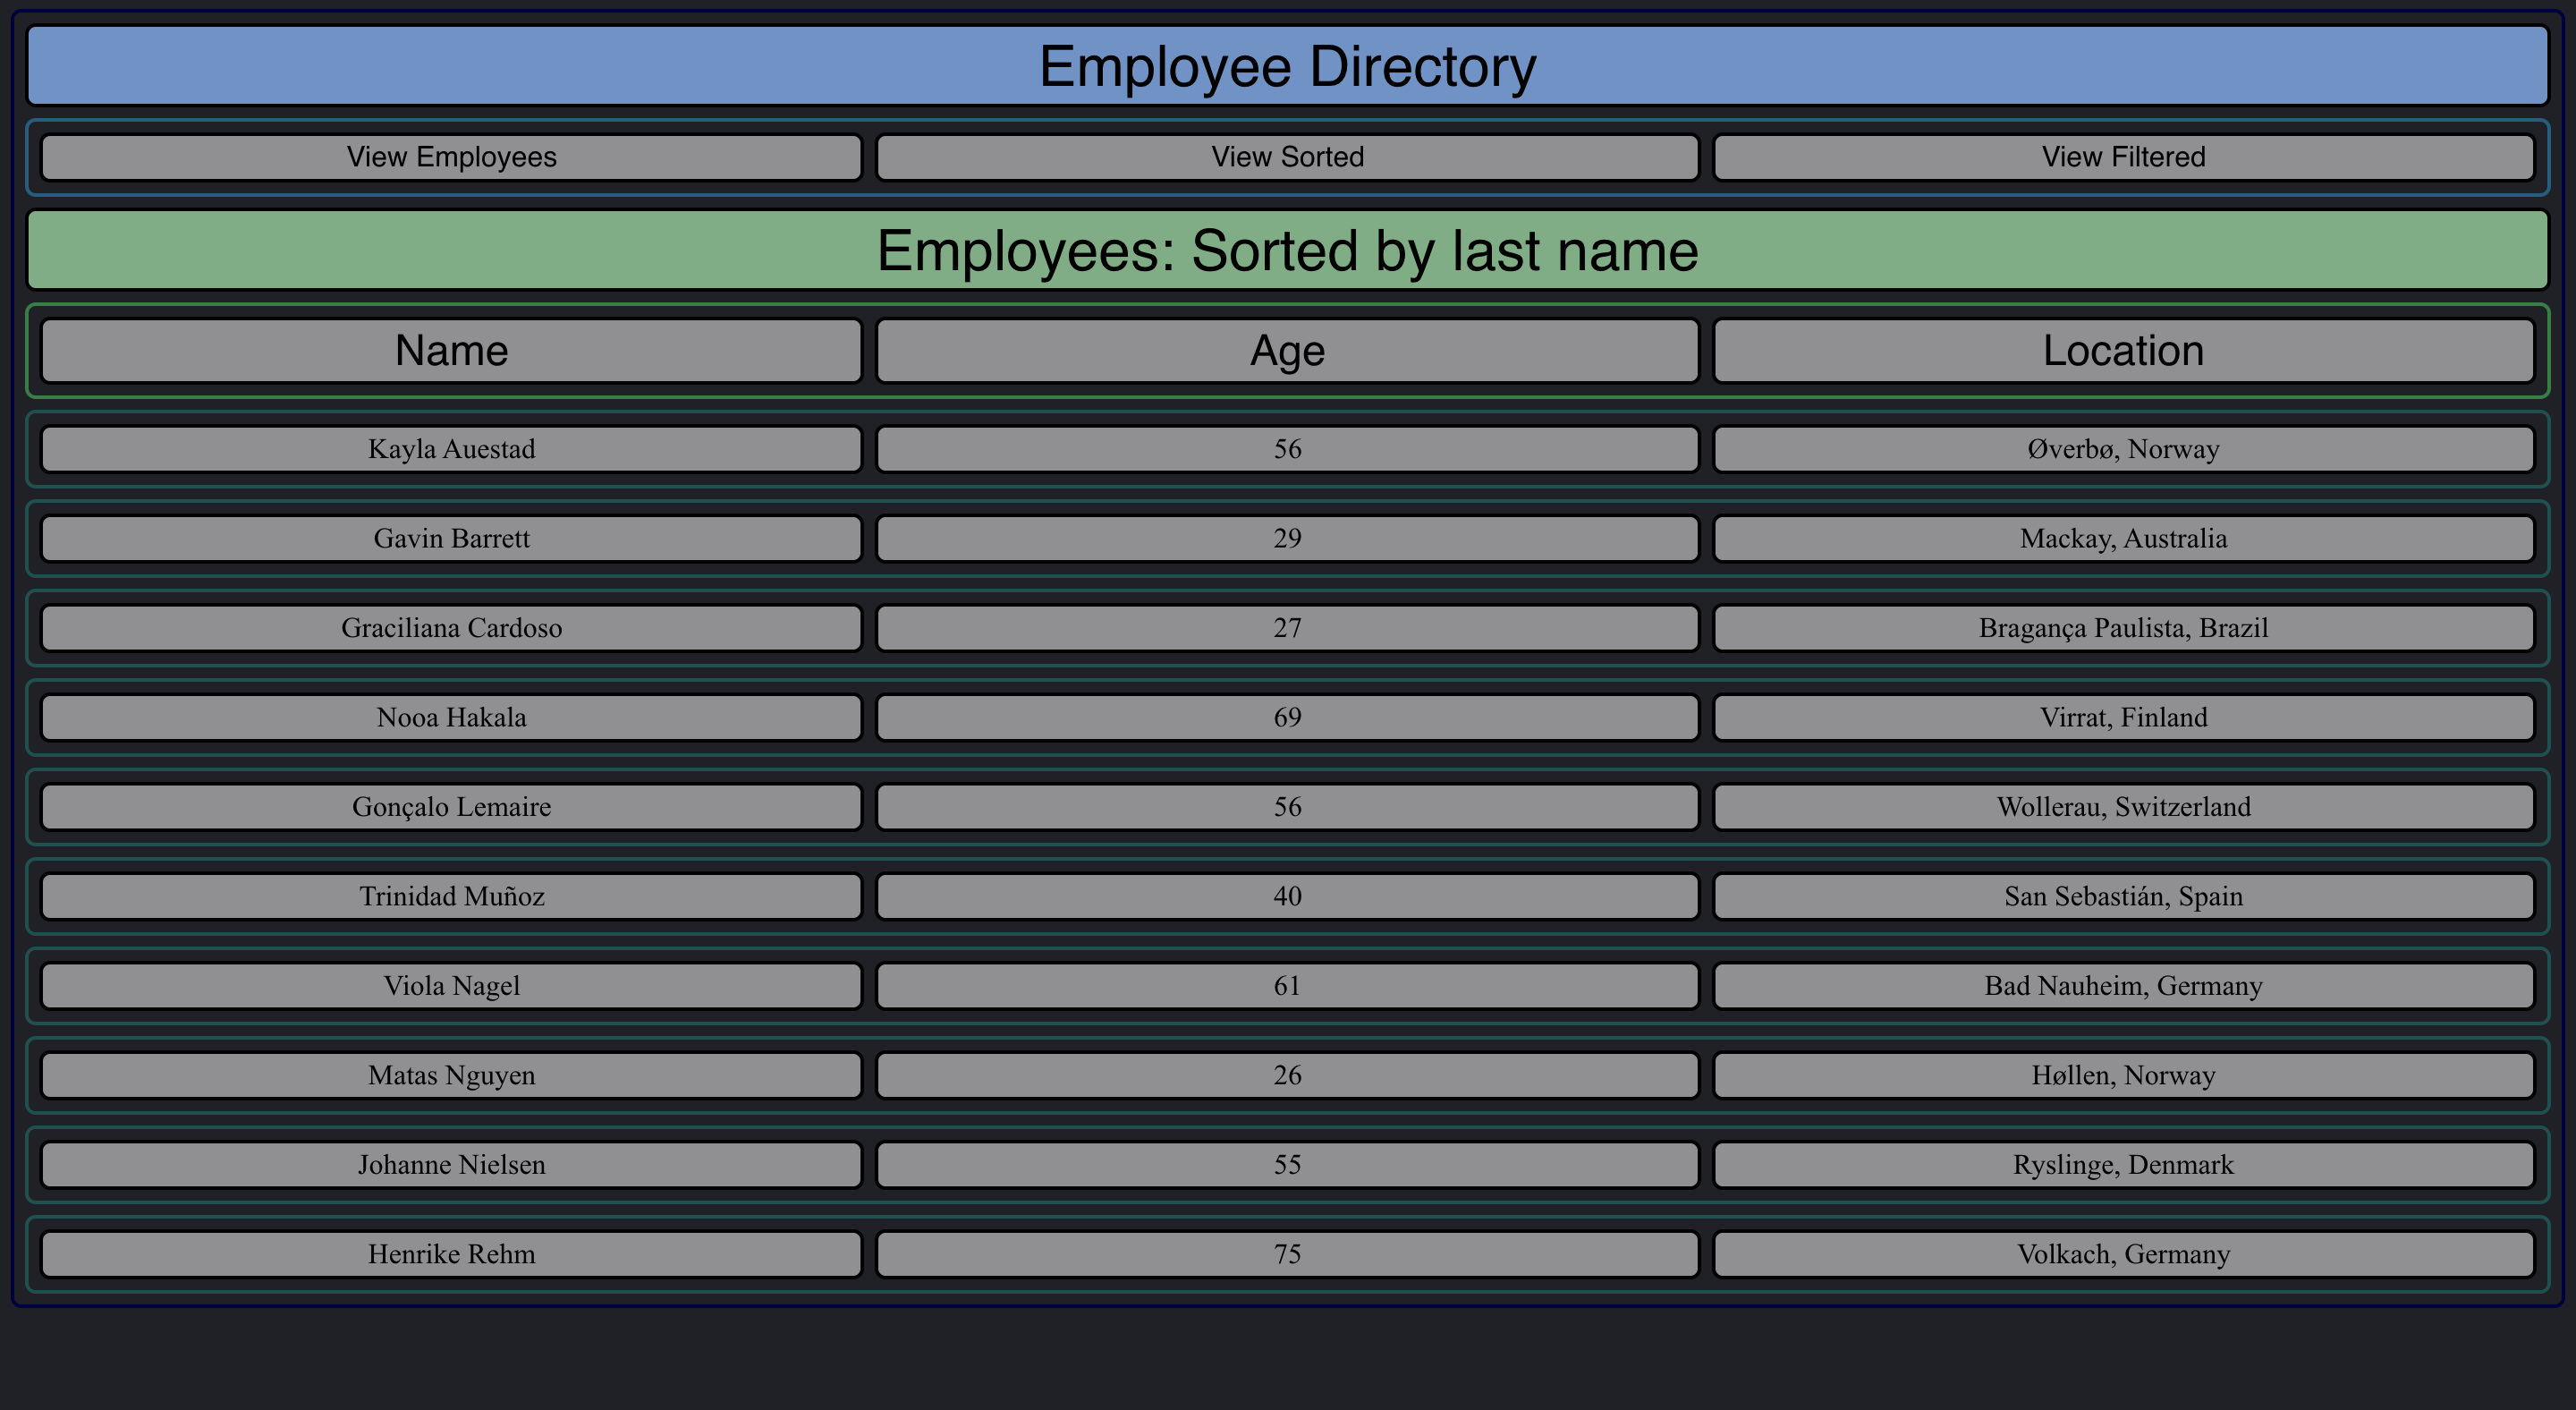 Employee Directory
View Employees View Sorted View Filtered
Employees: Sorted by last name
Name Age Location
Kayla Auestad 56 Øverbø, Norway
Gavin Barrett 29 Mackay, Australia
Graciliana Cardoso 27 Bragança Paulista, Brazil
Nooa Hakala 69 Virrat, Finland
Gonçalo Lemaire 56 Wollerau, Switzerland
Trinidad Muñoz 40 San Sebastián, Spain
Viola Nagel 61 Bad Nauheim, Germany
Matas Nguyen 26 Høllen, Norway
Johanne Nielsen 55 Ryslinge, Denmark
Henrike Rehm 75 Volkach, Germany